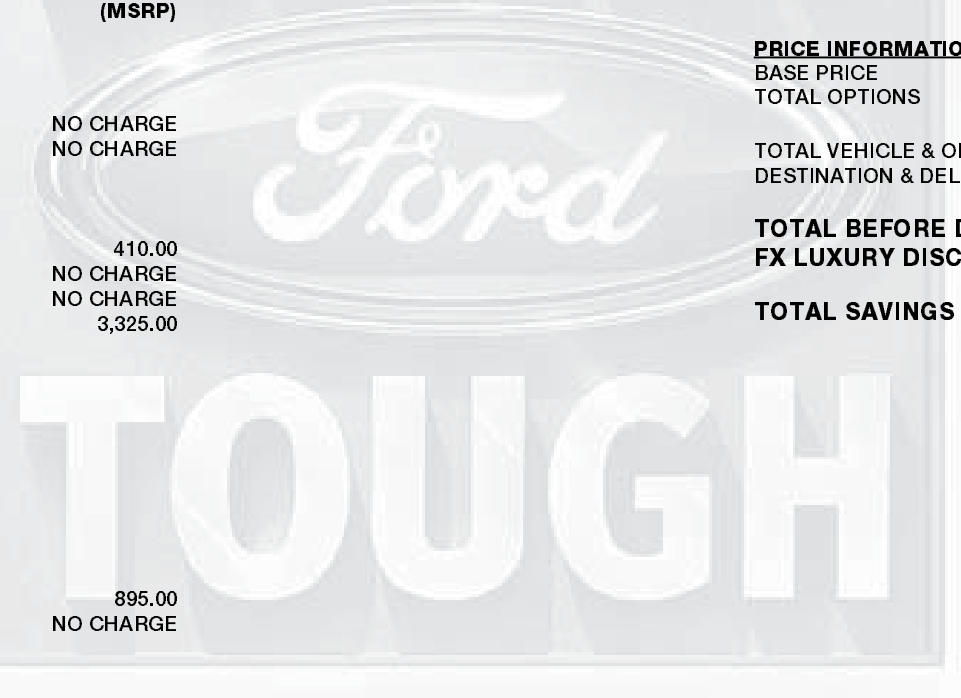 (MSRP)
NO CHARGE
NO CHARGE
410.00
NO CHARGE
NO CHARGE
3,325.00
895.00
NO CHARGE
PRICE INFORMATIO
BASE PRICE
TOTAL OPTIONS
TOTAL VEHICLE &
DESTINATION & DEL
TOTAL BEFORE
FX LUXURY DISC
TOTAL SAVINGS
Ford
TOUGH